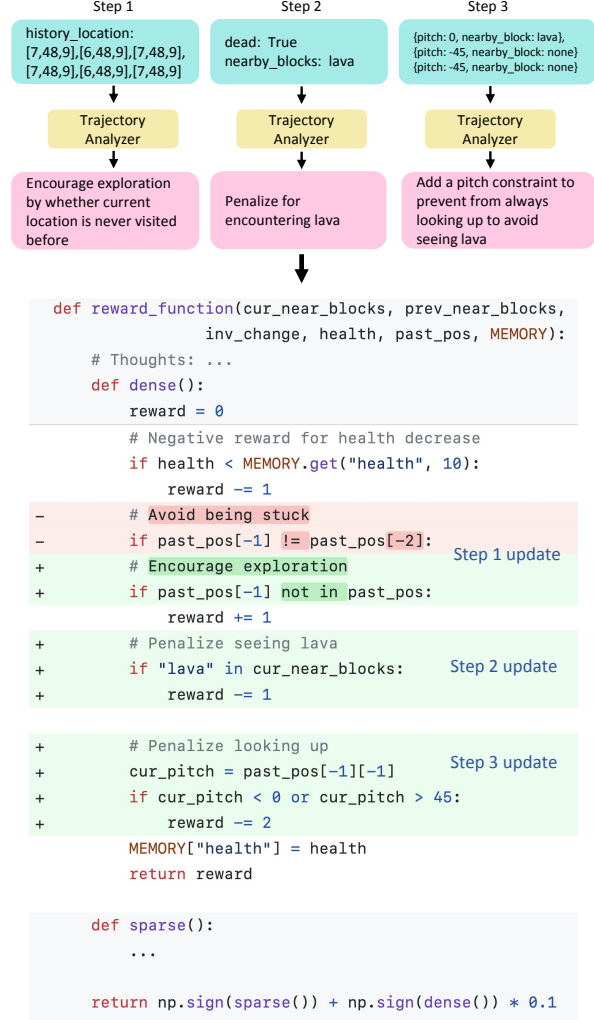 Step 1
Step 2
Step 3
history_location:
[7,48,9],[6,48,9],[7,48,9],
[7,48,9],[6,48,9],[7,48,9]
dead: True
nearby_blocks: lava
{pitch: 0, nearby_block: lava},
{pitch: -45, nearby_block: none}
{pitch: -45, nearby_block: none}
Trajectory
Analyzer
Trajectory
Analyzer
Trajectory
Analyzer
Encourage exploration
by whether current
location is never visited
before
Penalize for
encountering lava
Add a pitch constraint to
prevent from always
looking up to avoid
seeing lava
def reward_function(cur_near_blocks, prev_near_blocks,
inv_change, health, past_pos, MEMORY):
# Thoughts: ...
def dense():
reward = 0
# Negative reward for health decrease
if health < MEMORY.get("health", 10):
reward -= 1
- # Avoid being stuck
- if past_pos[-1] != past_pos[-2]:
Step 1 update
+ # Encourage exploration
+ if past_pos[-1] not in past_pos:
reward += 1
+ # Penalize seeing lava
+ if "lava" in cur_near_blocks:
Step 2 update
+ reward -= 1
+ # Penalize looking up
+ cur_pitch = past_pos[-1][-1]
Step 3 update
+ if cur_pitch < 0 or cur_pitch > 45:
+ reward -= 2
MEMORY["health"] = health
return reward
def sparse():
...
return np.sign(sparse()) + np.sign(dense()) * 0.1